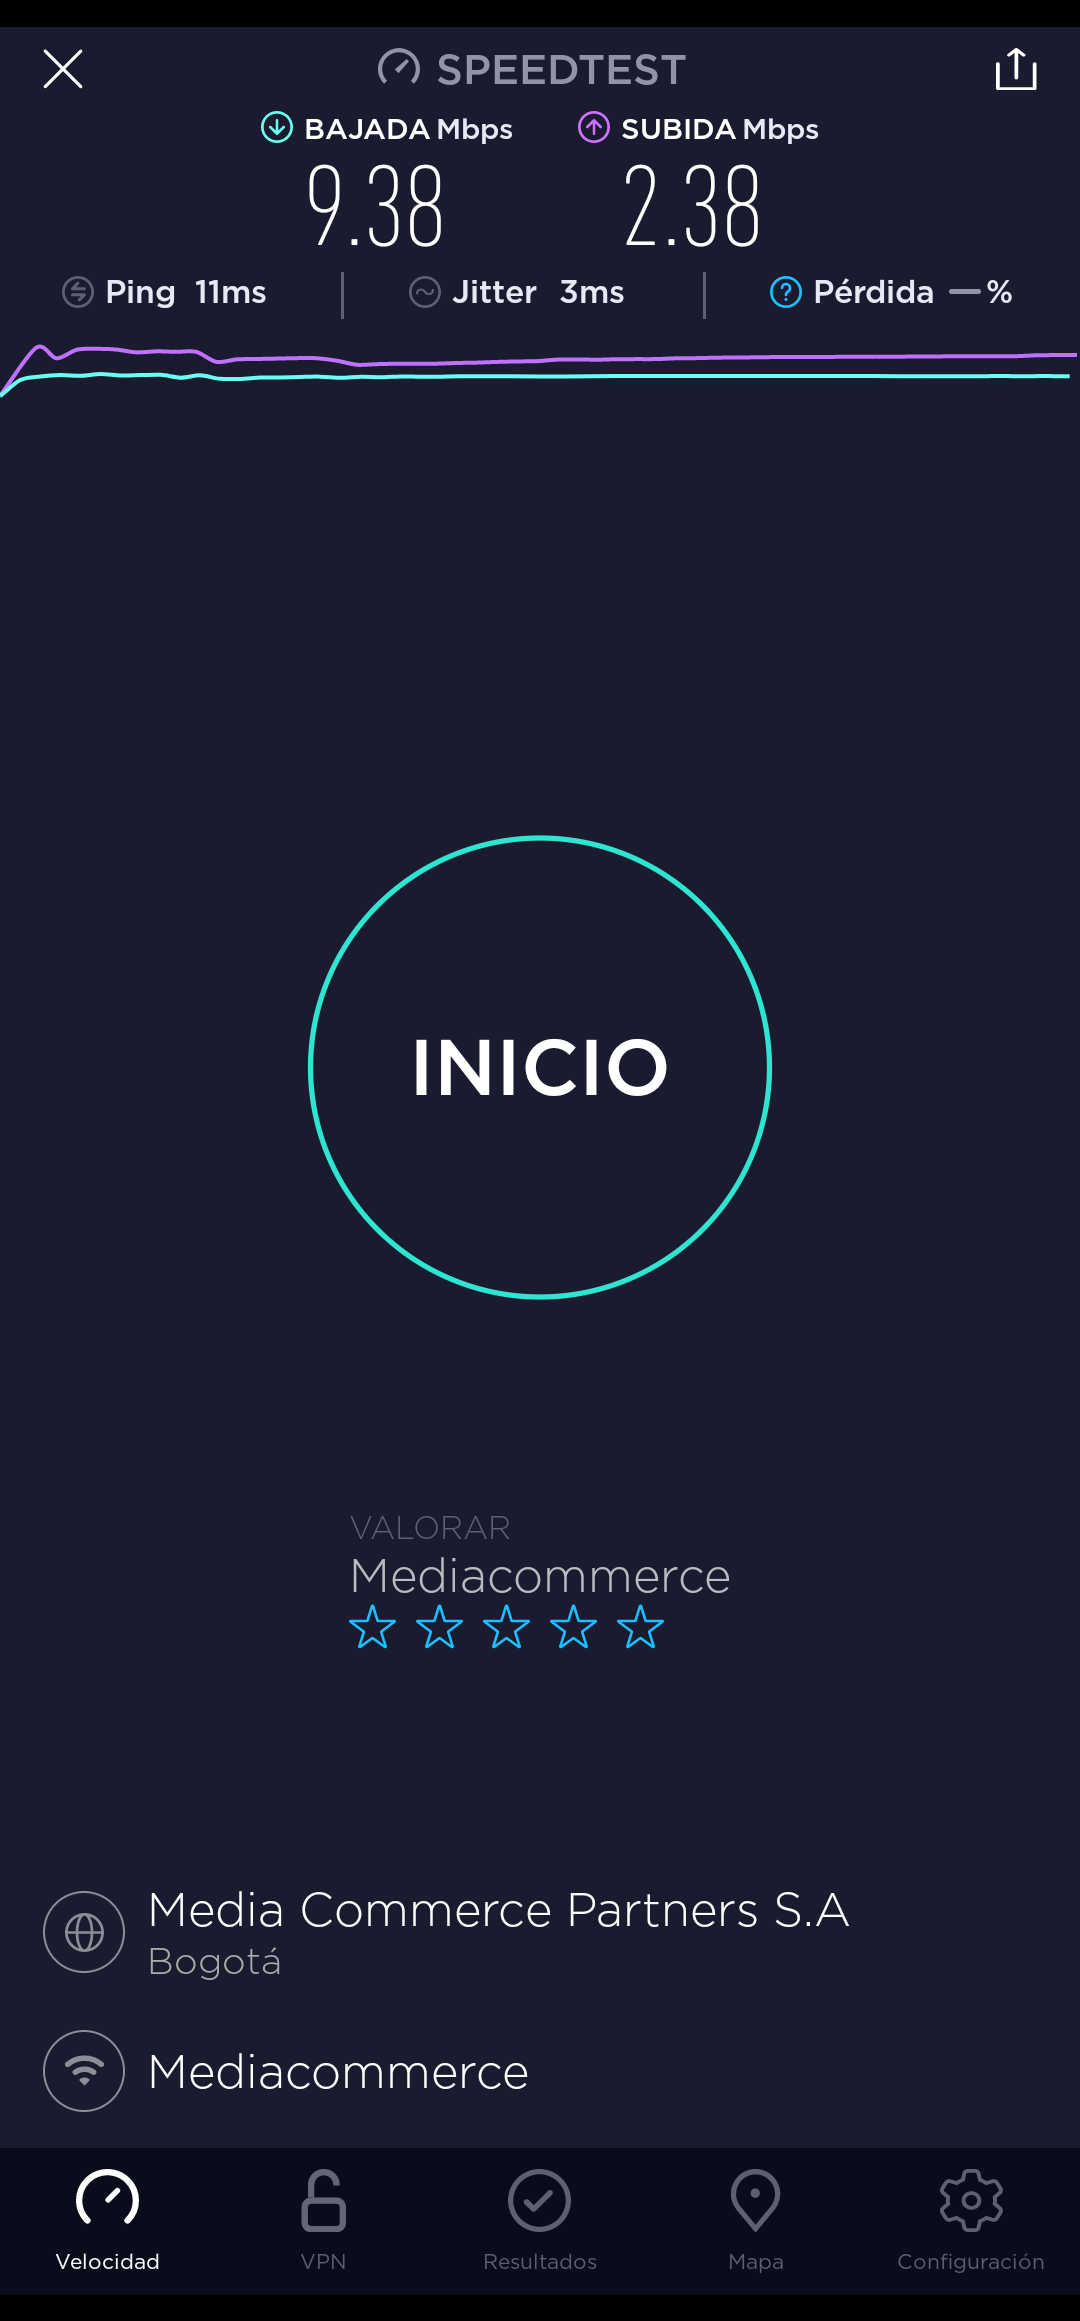 SPEEDTEST
BAJADA Mbps SUBIDA Mbps
9.38 2.38
Ping 11ms Jitter 3ms Pérdida —%
INICIO
VALORAR
Mediacommerce
Media Commerce Partners S.A
Bogotá
Mediacommerce
Velocidad VPN Resultados Mapa Configuración